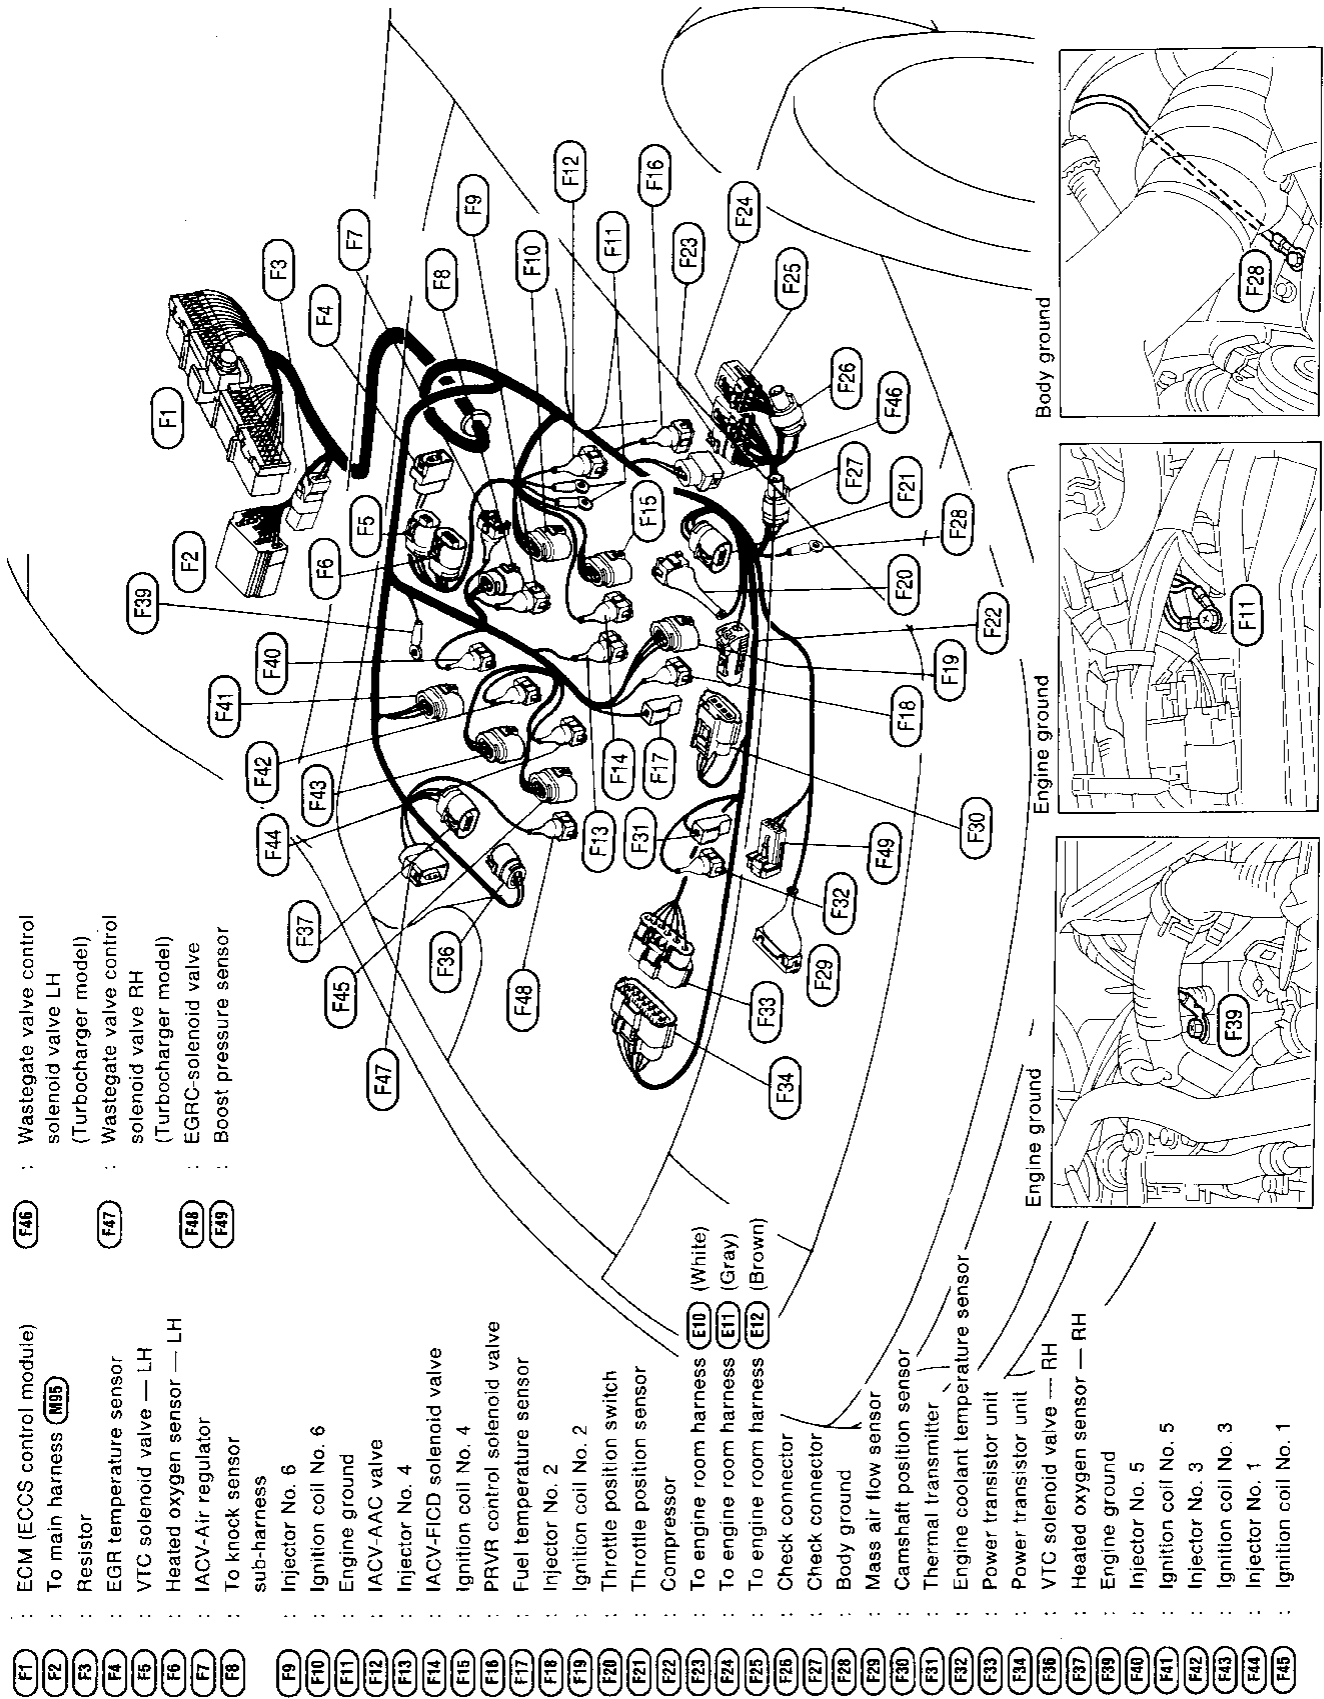 F1 : ECM (ECCS control module)
F2 : To main harness M95
F3 : Resistor
F4 : EGR temperature sensor
F5 : VTC solenoid valve — LH
F6 : Heated oxygen sensor — LH
F7 : IACV-Air regulator
F8 : To knock sensor
sub-harness
F9 : Injector No. 6
F10 : Ignition coil No. 6
F11 : Engine ground
F12 : IACV-AAC valve
F13 : Injector No. 4
F14 : IACV-FICD solenoid valve
F15 : Ignition coil No. 4
F16 : PRVR control solenoid valve
F17 : Fuel temperature sensor
F18 : Injector No. 2
F19 : Ignition coil No. 2
F20 : Throttle position switch
F21 : Throttle position sensor
F22 : Compressor
F23 : To engine room harness E10 (White)
F24 : To engine room harness E11 (Gray)
F25 : To engine room harness E12 (Brown)
F26 : Check connector
F27 : Check connector
F28 : Body ground
F29 : Mass air flow sensor
F30 : Camshaft position sensor
F31 : Thermal transmitter
F32 : Engine coolant temperature sensor
F33 : Power transistor unit
F34 : Power transistor unit
F36 : VTC solenoid valve — RH
F37 : Heated oxygen sensor — RH
F39 : Engine ground
F40 : Injector No. 5
F41 : Ignition coil No. 5
F42 : Injector No. 3
F43 : Ignition coil No. 3
F44 : Injector No. 1
F45 : Ignition coil No. 1
F46 : Wastegate valve control
solenoid valve LH
(Turbocharger model)
F47 : Wastegate valve control
solenoid valve RH
(Turbocharger model)
F48 : EGRC-solenoid valve
F49 : Boost pressure sensor
F47
F45
F37
F44
F43
F42
F41
F40
F39
F2
F1
F3
F6
F5
F4
F7
F8
F9
F10
F12
F11
F16
F23
F24
F25
F26
F46
F27
F21
F28
F20
F22
F19
F18
F15
F14
F17
F13
F31
F30
F49
F32
F29
F33
F34
F36
F48
Engine ground
F39
Engine ground
F11
Body ground
F28